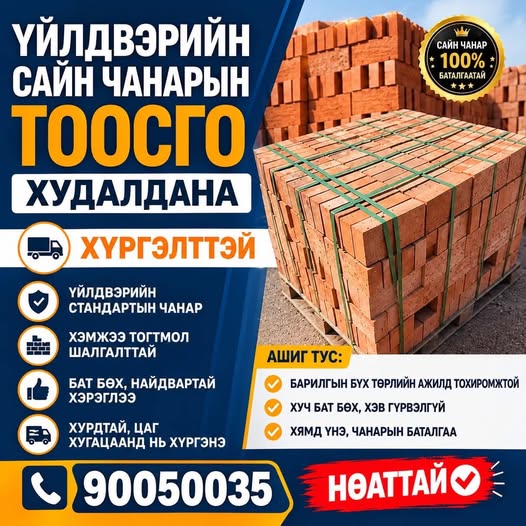 ҮЙЛДВЭРИЙН
САЙН ЧАНАРЫН
ТООСГО
ХУДАЛДАНА
ХҮРГЭЛТТЭЙ
ҮЙЛДВЭРИЙН
СТАНДАРТЫН ЧАНАР
ХЭМЖЭЭ ТОГТМОЛ
ШАЛГАЛТТАЙ
БАТ БӨХ, НАЙДВАРТАЙ
ХЭРЭГЛЭЭ
ХУРДТАЙ, ЦАГ
ХУГАЦААНД НЬ ХҮРГЭНЭ
САЙН ЧАНАР
100%
БАТАЛГААТАЙ
АШИГ ТУС:
БАРИЛГЫН БҮХ ТӨРЛИЙН АЖИЛД ТОХИРОМЖТОЙ
ХУЧ БАТ БӨХ, ХЭВ ГҮРВЭЛГҮЙ
ХЯМД ҮНЭ, ЧАНАРЫН БАТАЛГАА
90050035
НӨАТТАЙ